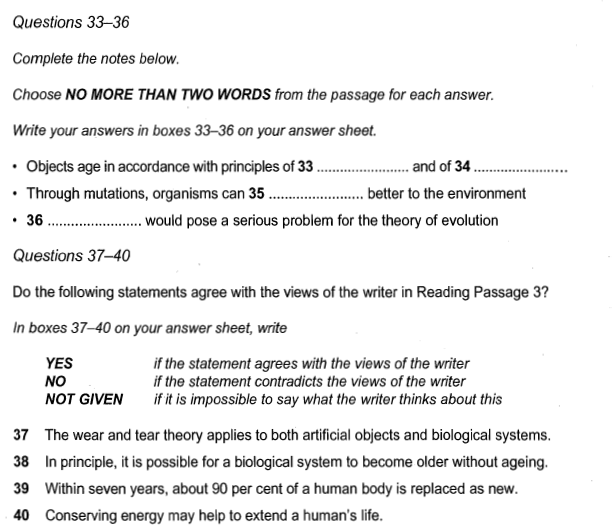 Questions 33–36
Complete the notes below.
Choose NO MORE THAN TWO WORDS from the passage for each answer.
Write your answers in boxes 33–36 on your answer sheet.
• Objects age in accordance with principles of 33 ........................ and of 34 ........................
• Through mutations, organisms can 35 ........................ better to the environment
• 36 ........................ would pose a serious problem for the theory of evolution
Questions 37–40
Do the following statements agree with the views of the writer in Reading Passage 3?
In boxes 37–40 on your answer sheet, write
YES if the statement agrees with the views of the writer
NO if the statement contradicts the views of the writer
NOT GIVEN if it is impossible to say what the writer thinks about this
37 The wear and tear theory applies to both artificial objects and biological systems.
38 In principle, it is possible for a biological system to become older without ageing.
39 Within seven years, about 90 per cent of a human body is replaced as new.
40 Conserving energy may help to extend a human's life.